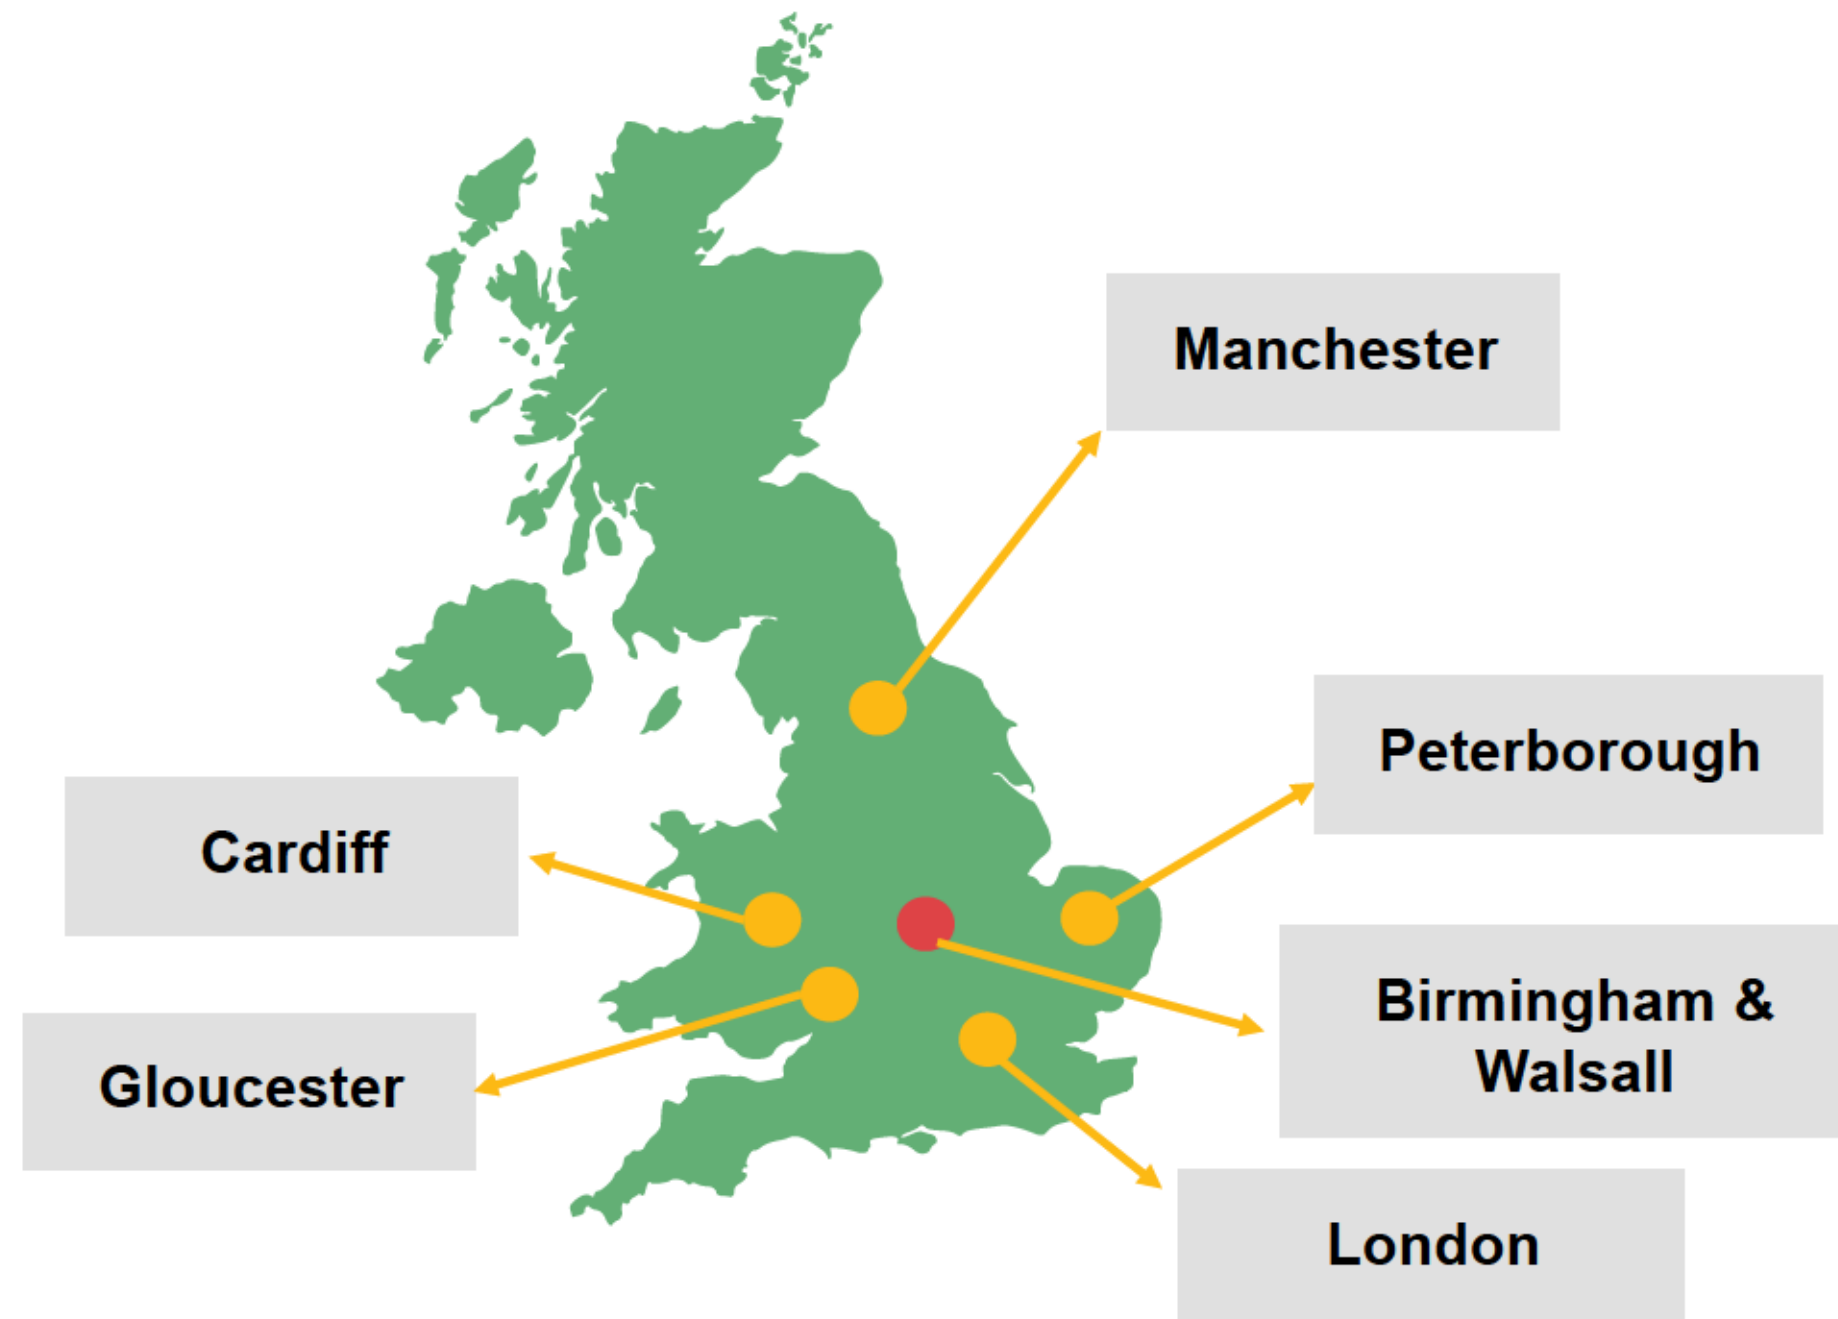 Manchester
Peterborough
Cardiff
Birmingham &
Walsall
Gloucester
London